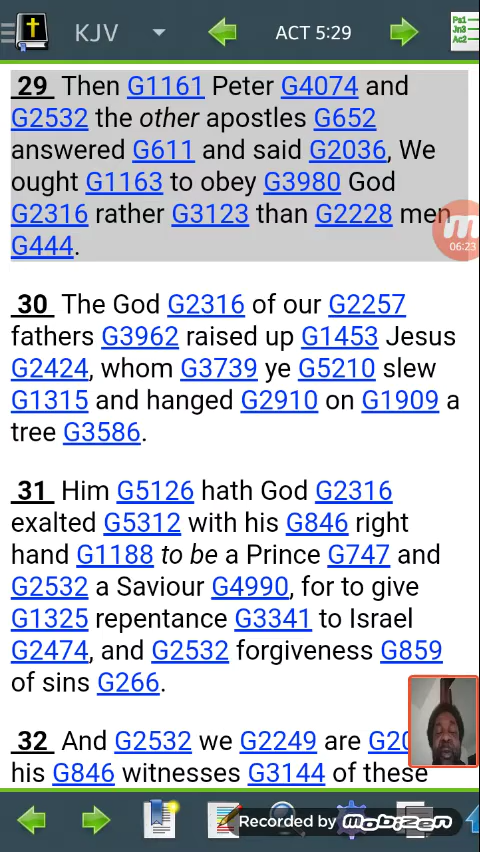 KJV ACT 5:29 Ps1
Jn3
Ac2
29 Then G1161 Peter G4074 and
G2532 the other apostles G652
answered G611 and said G2036, We
ought G1163 to obey G3980 God
G2316 rather G3123 than G2228 men
G444.
06:23
30 The God G2316 of our G2257
fathers G3962 raised up G1453 Jesus
G2424, whom G3739 ye G5210 slew
G1315 and hanged G2910 on G1909 a
tree G3586.
31 Him G5126 hath God G2316
exalted G5312 with his G846 right
hand G1188 to be a Prince G747 and
G2532 a Saviour G4990, for to give
G1325 repentance G3341 to Israel
G2474, and G2532 forgiveness G859
of sins G266.
32 And G2532 we G2249 are
his G846 witnesses G3144 of these
Recorded by Mobizen